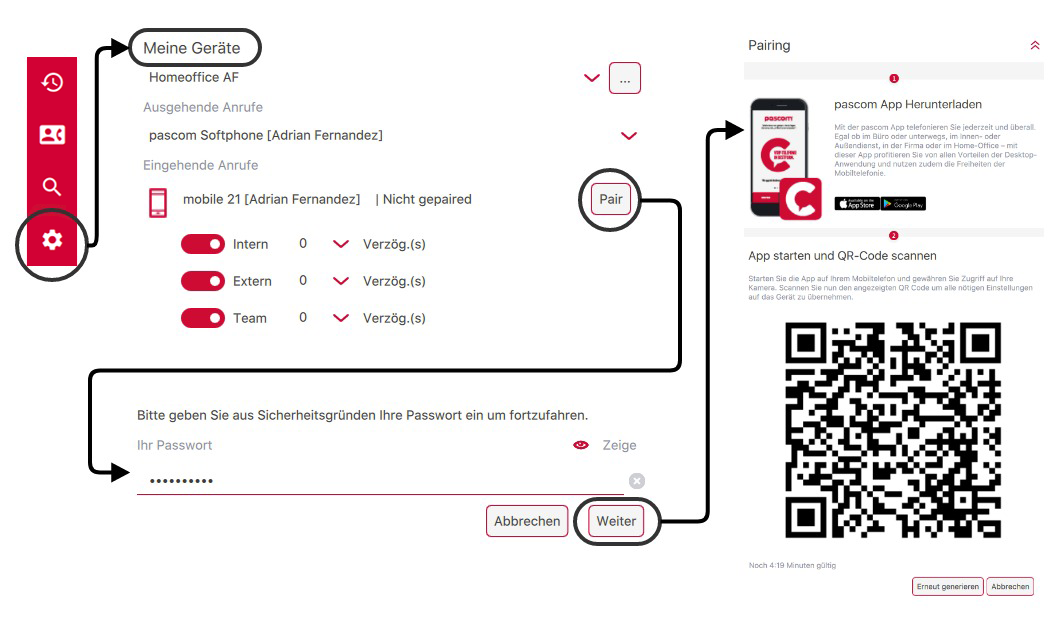 Meine Geräte
Homeoffice AF
...
Ausgehende Anrufe
pascom Softphone [Adrian Fernandez]
Eingehende Anrufe
mobile 21 [Adrian Fernandez] | Nicht gepaired
Pair
Intern 0 Verzög.(s)
Extern 0 Verzög.(s)
Team 0 Verzög.(s)
Bitte geben Sie aus Sicherheitsgründen Ihre Passwort ein um fortzufahren.
Ihr Passwort
Zeige
••••••••••
Abbrechen
Weiter
Pairing
1
pascom
pascom App Herunterladen
Mit der pascom App telefonieren Sie jederzeit und überall.
Egal ob im Büro oder unterwegs, im Innen- oder
Außendienst, in der Firma oder im Home-Office – mit
dieser App profitieren Sie von allen Vorteilen der Desktop-
Anwendung und nutzen zudem die Freiheiten der
Mobiltelefonie.
App Store
Google Play
2
App starten und QR-Code scannen
Starten Sie die App auf Ihrem Mobiltelefon und gewähren Sie Zugriff auf Ihre
Kamera. Scannen Sie nun den angezeigten QR Code um alle nötigen Einstellungen
auf das Gerät zu übernehmen.
Noch 4:19 Minuten gültig
Erneut generieren
Abbrechen